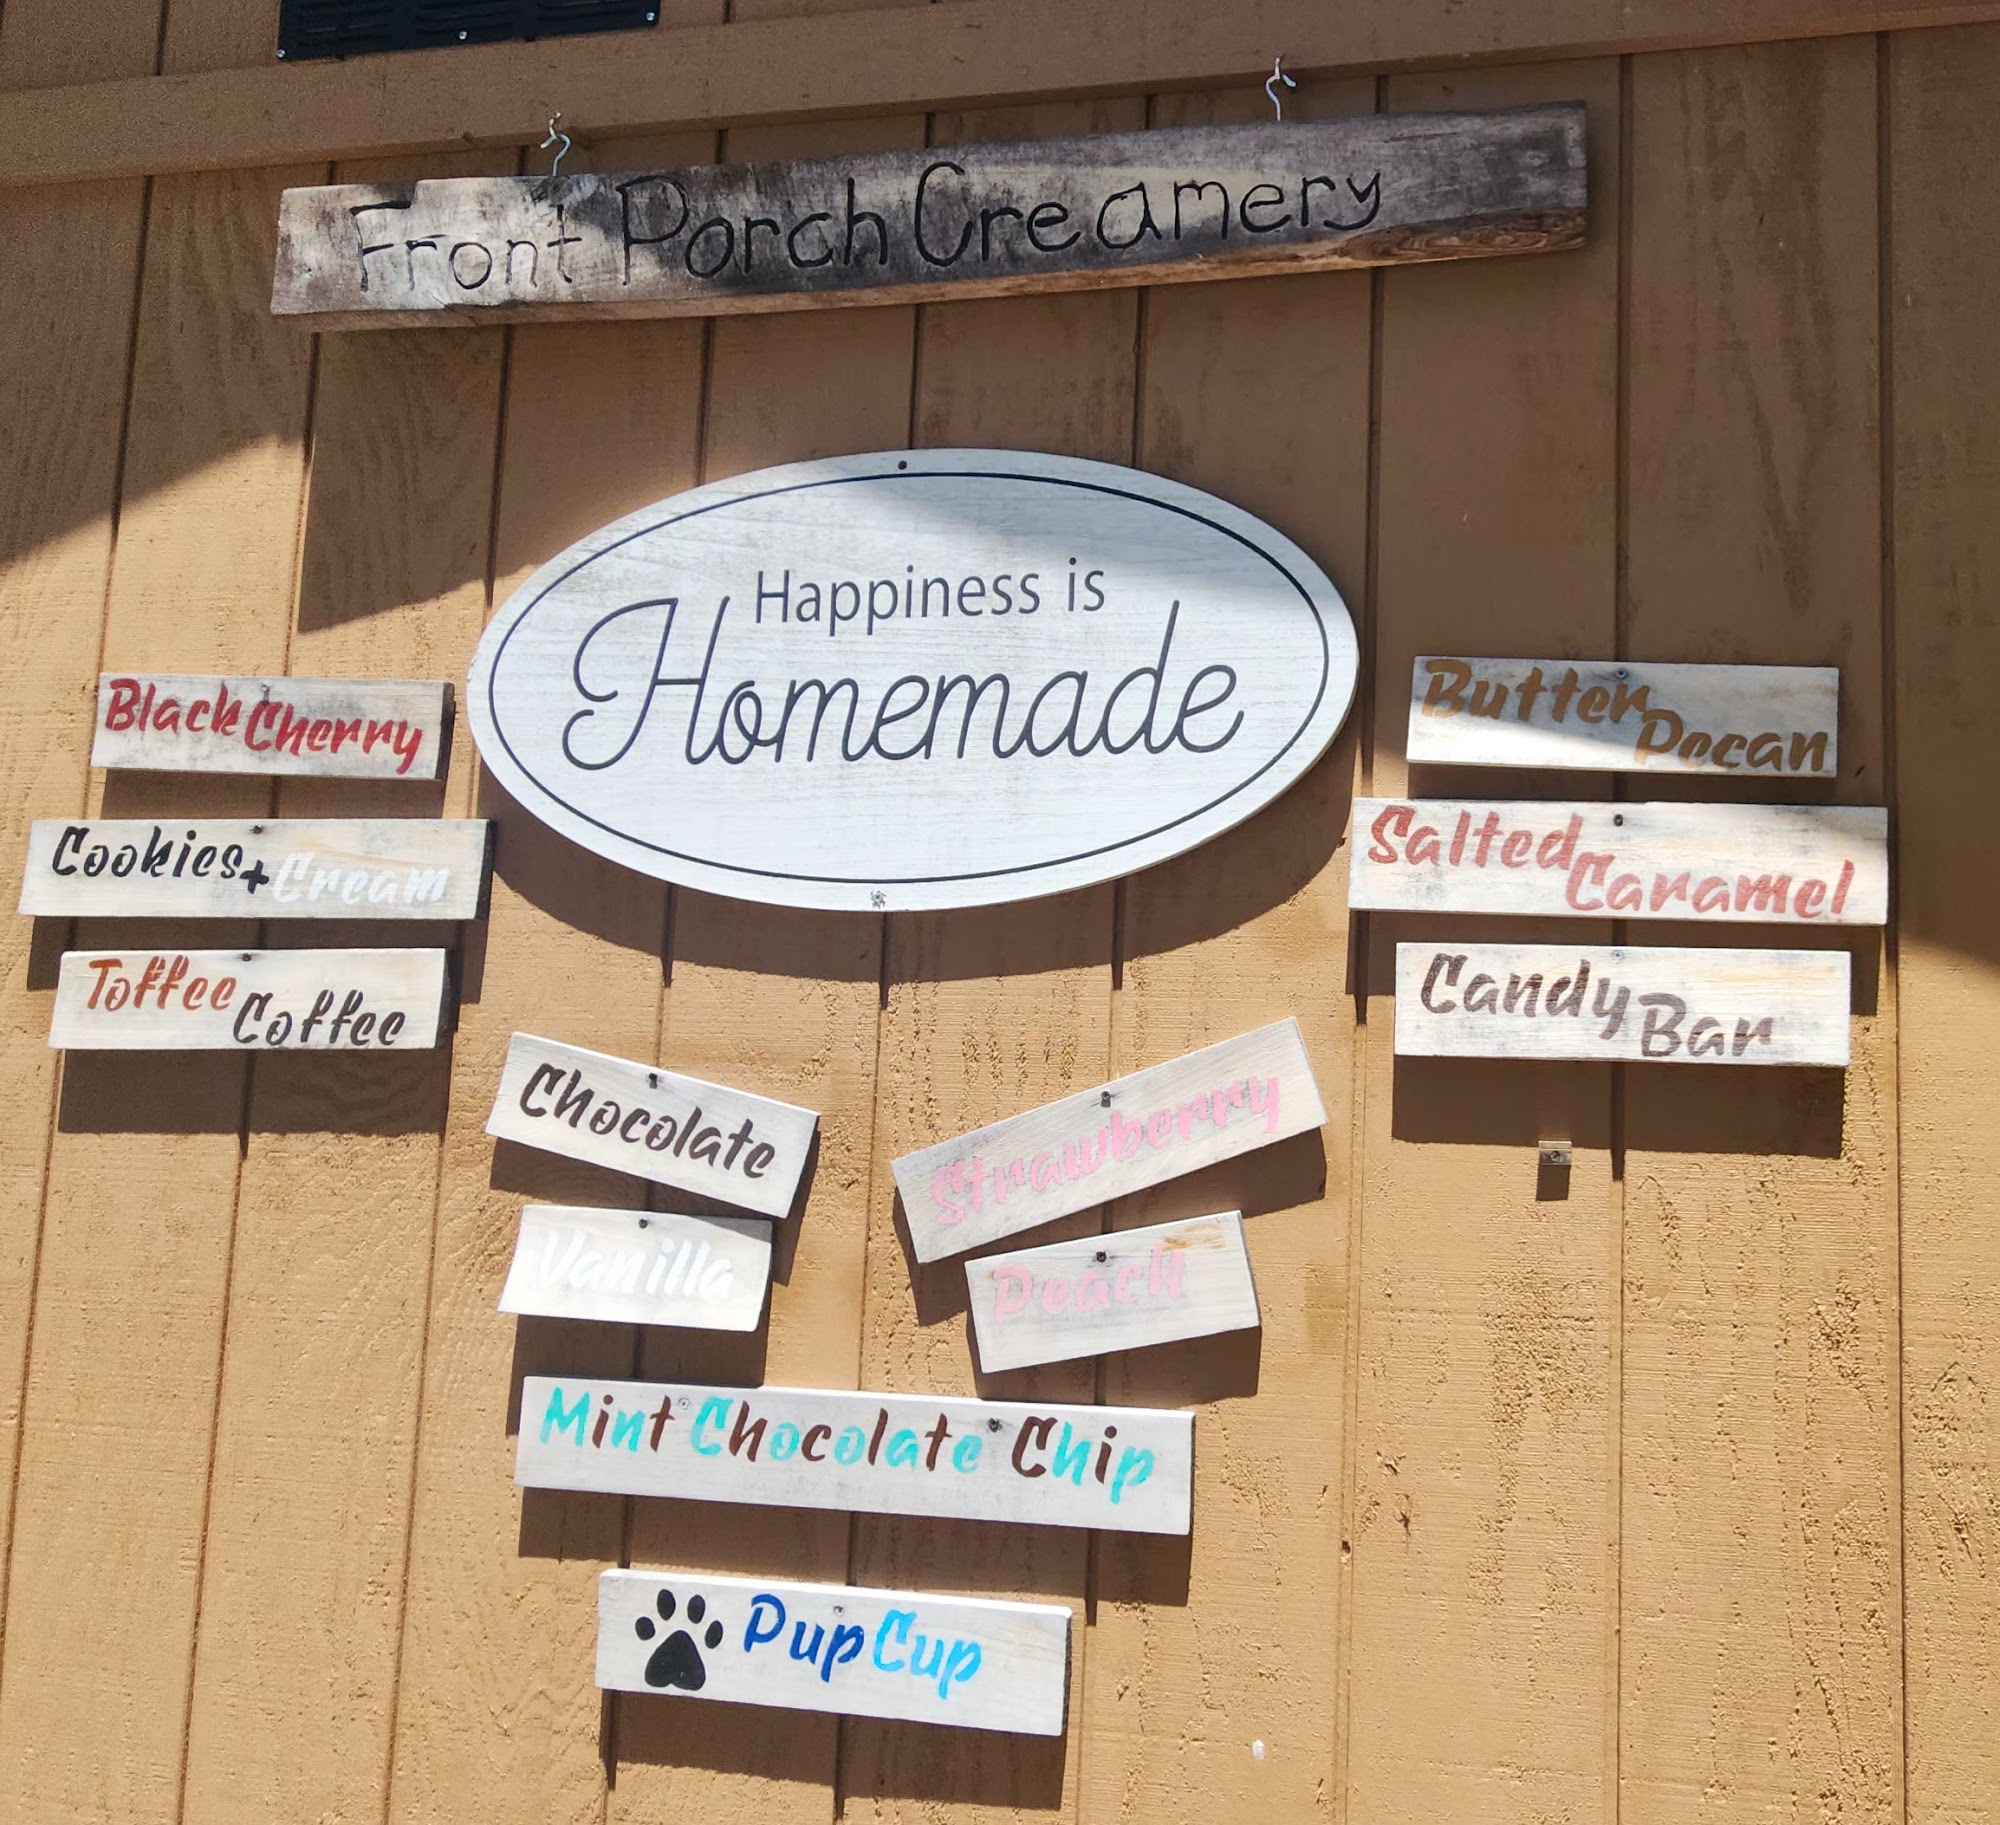 Front Porch Creamery
Happiness is
Homemade
Black Cherry
Cookies + Cream
Toffee
Coffee
Butter
Pecan
Salted
Caramel
Candy
Bar
Chocolate
Vanilla
Strawberry
Peach
Mint Chocolate Chip
Pup Cup